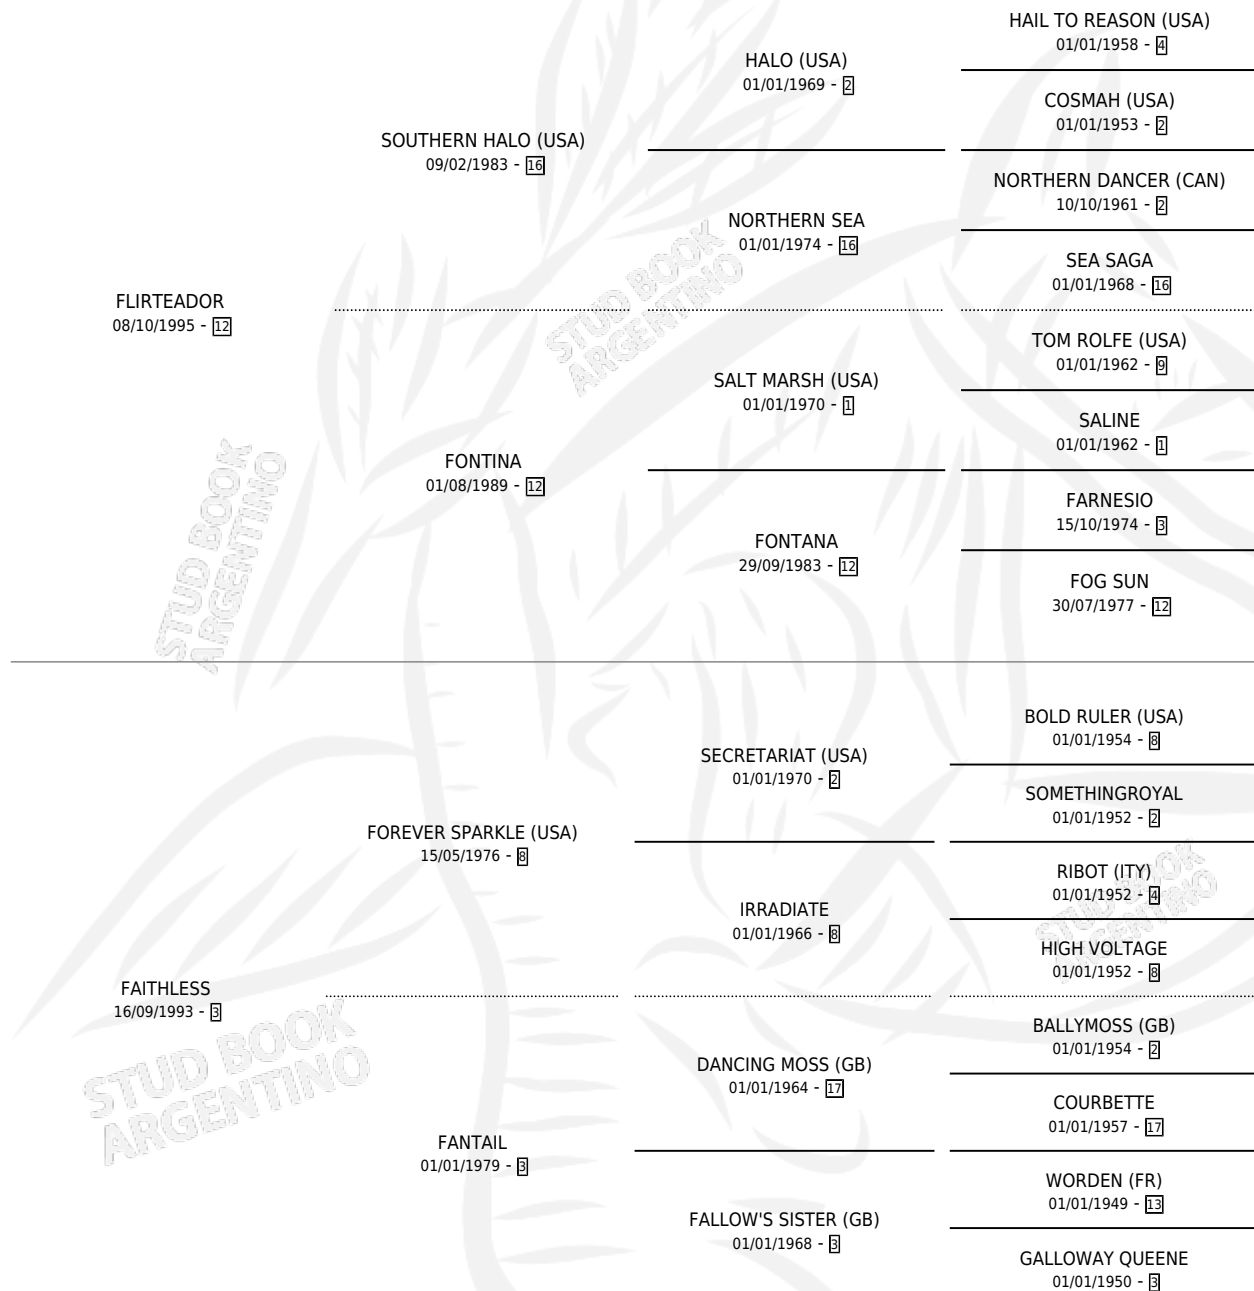 HAIL TO REASON (USA)
01/01/1958 - 4
HALO (USA)
01/01/1969 - 2
COSMAH (USA)
01/01/1953 - 2
SOUTHERN HALO (USA)
09/02/1983 - 16
NORTHERN DANCER (CAN)
10/10/1961 - 2
NORTHERN SEA
01/01/1974 - 16
SEA SAGA
01/01/1968 - 16
FLIRTEADOR
08/10/1995 - 12
STUD BOOK
ARGENTINO
TOM ROLFE (USA)
01/01/1962 - 9
SALT MARSH (USA)
01/01/1970 - 1
SALINE
01/01/1962 - 1
FONTINA
01/08/1989 - 12
FARNESIO
15/10/1974 - 3
FONTANA
29/09/1983 - 12
FOG SUN
30/07/1977 - 12
STUD BOOK
ARGENTINO
BOLD RULER (USA)
01/01/1954 - 8
SECRETARIAT (USA)
01/01/1970 - 2
SOMETHINGROYAL
01/01/1952 - 2
FOREVER SPARKLE (USA)
15/05/1976 - 8
RIBOT (ITY)
01/01/1952 - 4
IRRADIATE
01/01/1966 - 8
HIGH VOLTAGE
01/01/1952 - 8
STUD BOOK
ARGENTINO
FAITHLESS
16/09/1993 - 3
BALLYMOSS (GB)
01/01/1954 - 2
DANCING MOSS (GB)
01/01/1964 - 17
COURBETTE
01/01/1957 - 17
STUD BOOK
ARGENTINO
FANTAIL
01/01/1979 - 3
WORDEN (FR)
01/01/1949 - 13
FALLOW'S SISTER (GB)
01/01/1968 - 3
GALLOWAY QUEENE
01/01/1950 - 3